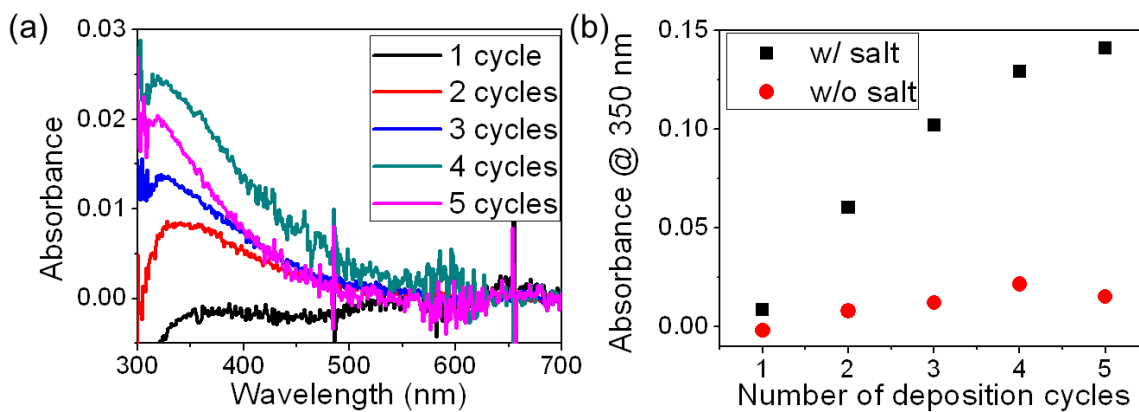 (a)
0.03
0.02
0.01
0.00
Absorbance
300 400 500 600 700
Wavelength (nm)
1 cycle
2 cycles
3 cycles
4 cycles
5 cycles
(b)
0.15
0.10
0.05
0.00
Absorbance @ 350 nm
1 2 3 4 5
Number of deposition cycles
w/ salt
w/o salt